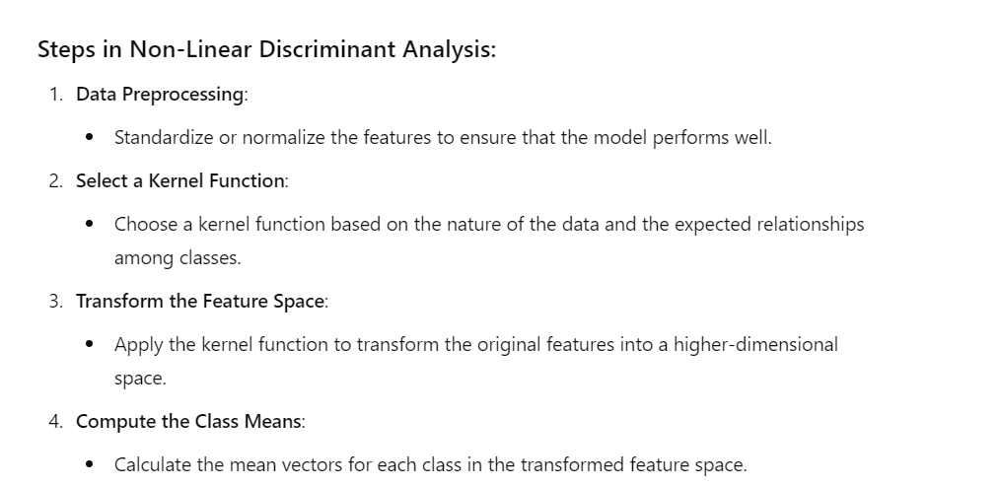 Steps in Non-Linear Discriminant Analysis:
1. Data Preprocessing:
• Standardize or normalize the features to ensure that the model performs well.
2. Select a Kernel Function:
• Choose a kernel function based on the nature of the data and the expected relationships
among classes.
3. Transform the Feature Space:
• Apply the kernel function to transform the original features into a higher-dimensional
space.
4. Compute the Class Means:
• Calculate the mean vectors for each class in the transformed feature space.